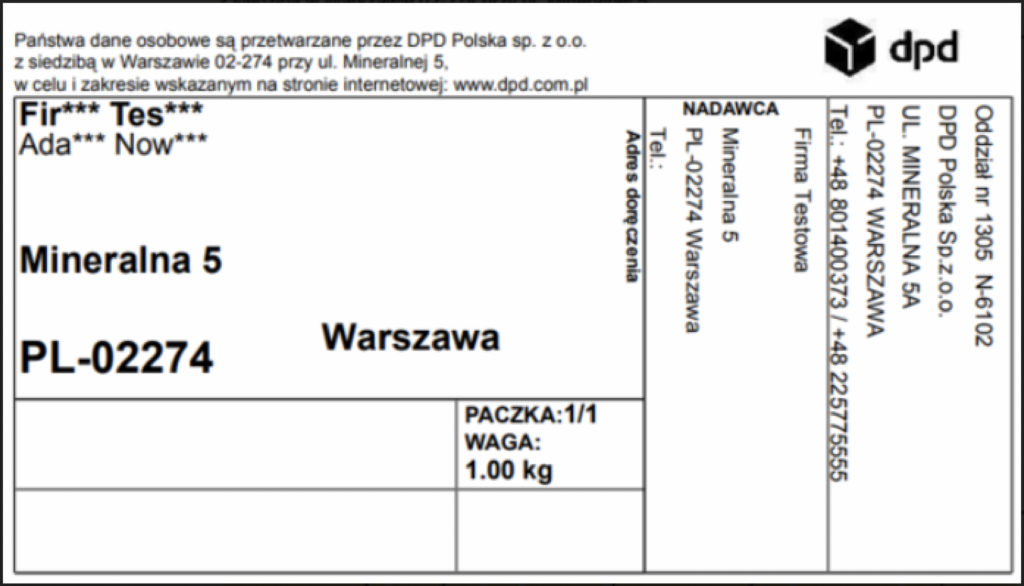 Państwa dane osobowe są przetwarzane przez DPD Polska sp. z o.o.
z siedzibą w Warszawie 02-274 przy ul. Mineralnej 5,
w celu i zakresie wskazanym na stronie internetowej: www.dpd.com.pl
dpd
Fir*** Tes***
Ada*** Now***
Mineralna 5
PL-02274
Warszawa
Adres doręczenia
PACZKA:1/1
WAGA:
1.00 kg
NADAWCA
Firma Testowa
Mineralna 5
PL-02274 Warszawa
Tel.:
Oddział nr 1305 N-6102
DPD Polska Sp.z.o.o.
UL. MINERALNA 5A
PL-02274 WARSZAWA
Tel.: +48 801400373 / +48 225775555